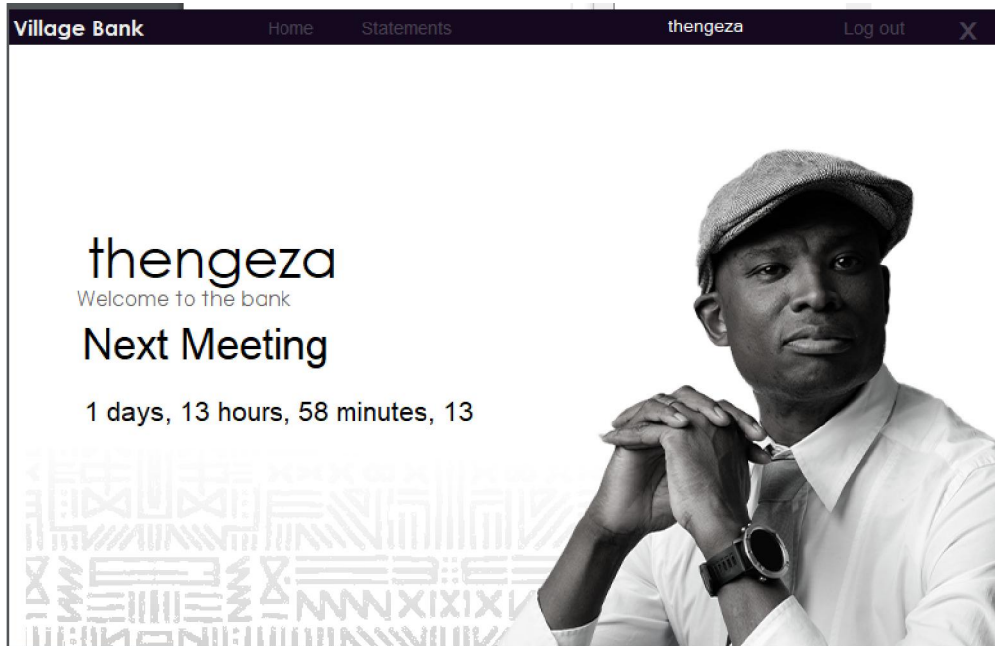 Village Bank Home Statements thengeza Log out X
thengeza
Welcome to the bank
Next Meeting
1 days, 13 hours, 58 minutes, 13